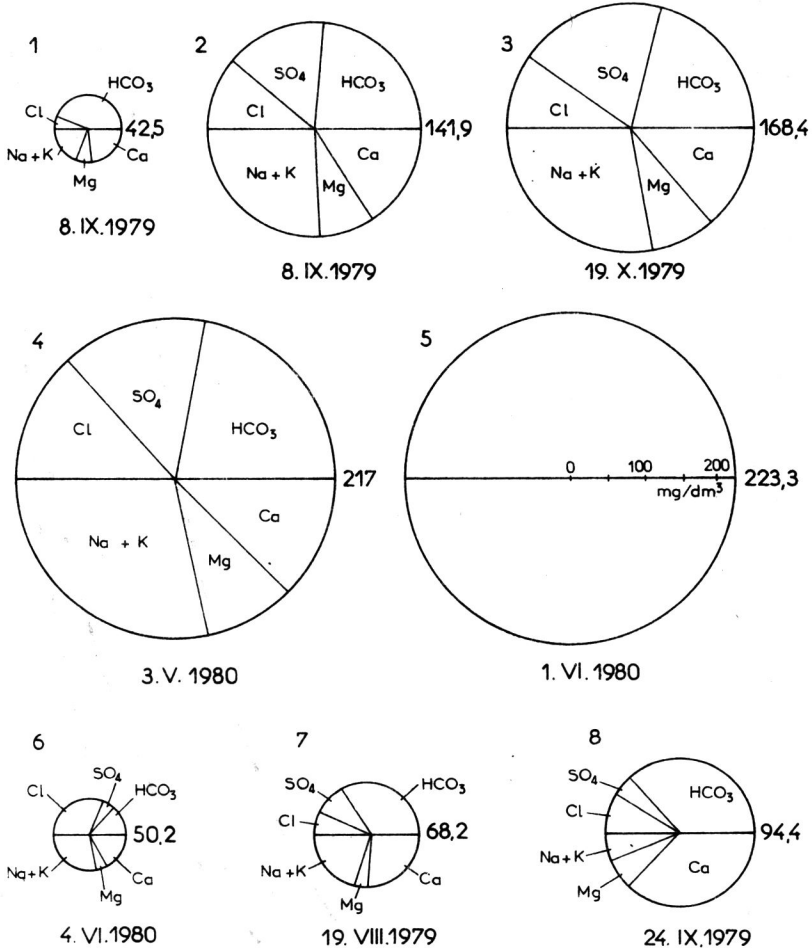 1
HCO₃
Cl
42,5
Na+K
Ca
Mg
8. IX.1979
2
SO₄
HCO₃
Cl
141,9
Na+K
Ca
Mg
8. IX.1979
3
SO₄
HCO₃
Cl
168,4
Na+K
Ca
Mg
19. X.1979
4
SO₄
Cl
HCO₃
217
Ca
Na + K
Mg
3. V. 1980
5
0 100 200
mg/dm³
223,3
1. VI. 1980
6
SO₄
Cl
HCO₃
50,2
Na+K
Ca
Mg
4. VI.1980
7
SO₄
HCO₃
Cl
68,2
Na+K
Ca
Mg
19. VIII.1979
8
SO₄
HCO₃
Cl
94,4
Na+K
Ca
Mg
24. IX.1979